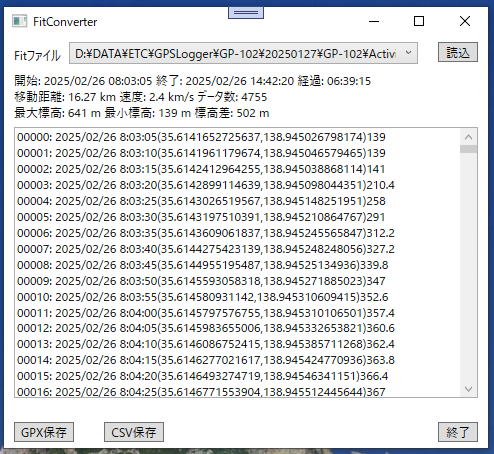 FitConverter
Fitファイル D:¥DATA¥ETC¥GPSLogger¥GP-102¥20250127¥GP-102¥Activi 読込
開始: 2025/02/26 08:03:05 終了: 2025/02/26 14:42:20 経過: 06:39:15
移動距離: 16.27 km 速度: 2.4 km/s データ数: 4755
最大標高: 641 m 最小標高: 139 m 標高差: 502 m
00000: 2025/02/26 8:03:05(35.6141652725637,138.945026798174)139
00001: 2025/02/26 8:03:10(35.6141961179674,138.945046579465)139
00002: 2025/02/26 8:03:15(35.6142412964255,138.945038868114)141
00003: 2025/02/26 8:03:20(35.6142899114639,138.945098044351)210.4
00004: 2025/02/26 8:03:25(35.6143026519567,138.945148251951)258
00005: 2025/02/26 8:03:30(35.6143197510391,138.945210864767)291
00006: 2025/02/26 8:03:35(35.6143609061837,138.945245565847)312.2
00007: 2025/02/26 8:03:40(35.6144275423139,138.945248248056)327.2
00008: 2025/02/26 8:03:45(35.6144955195487,138.94525134936)339.8
00009: 2025/02/26 8:03:50(35.6145593058318,138.945271885023)347
00010: 2025/02/26 8:03:55(35.614580931142,138.945310609415)352.6
00011: 2025/02/26 8:04:00(35.6145797576755,138.945310106501)357.4
00012: 2025/02/26 8:04:05(35.6145983655006,138.945332653821)360.6
00013: 2025/02/26 8:04:10(35.6146086752415,138.945385711268)362.4
00014: 2025/02/26 8:04:15(35.6146277021617,138.945424770936)363.8
00015: 2025/02/26 8:04:20(35.6146493274719,138.94546341151)366.4
00016: 2025/02/26 8:04:25(35.6146771553904,138.945512445644)367
GPX保存 CSV保存 終了